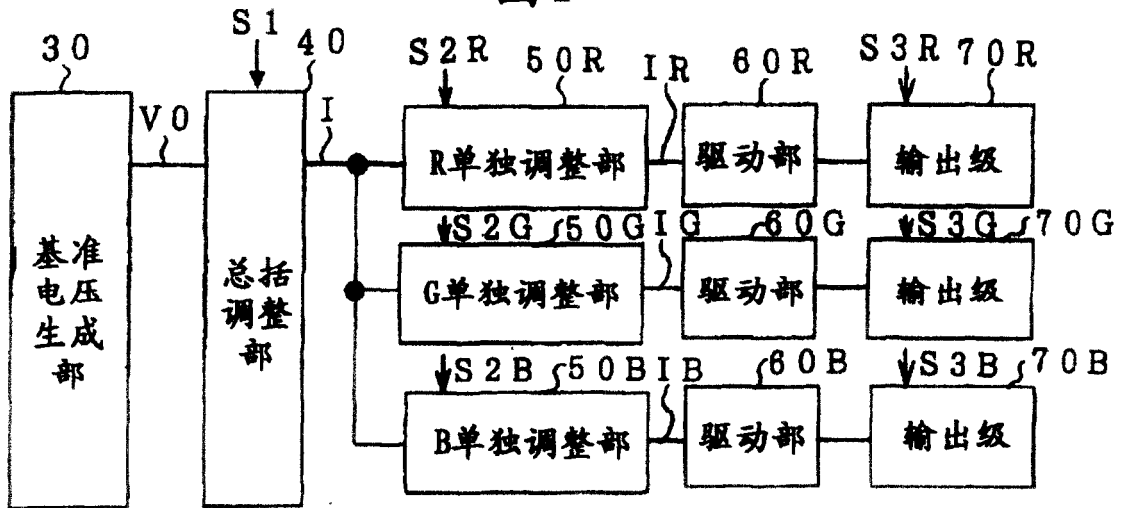 S1
30
40
S2R
50R
IR
60R
S3R
70R
V0
I
R单独调整部
驱动部
输出级
S2G
50G
IG
60G
S3G
70G
基准
电压
生成
部
总括
调整
部
G单独调整部
驱动部
输出级
S2B
50B
IB
60B
S3B
70B
B单独调整部
驱动部
输出级